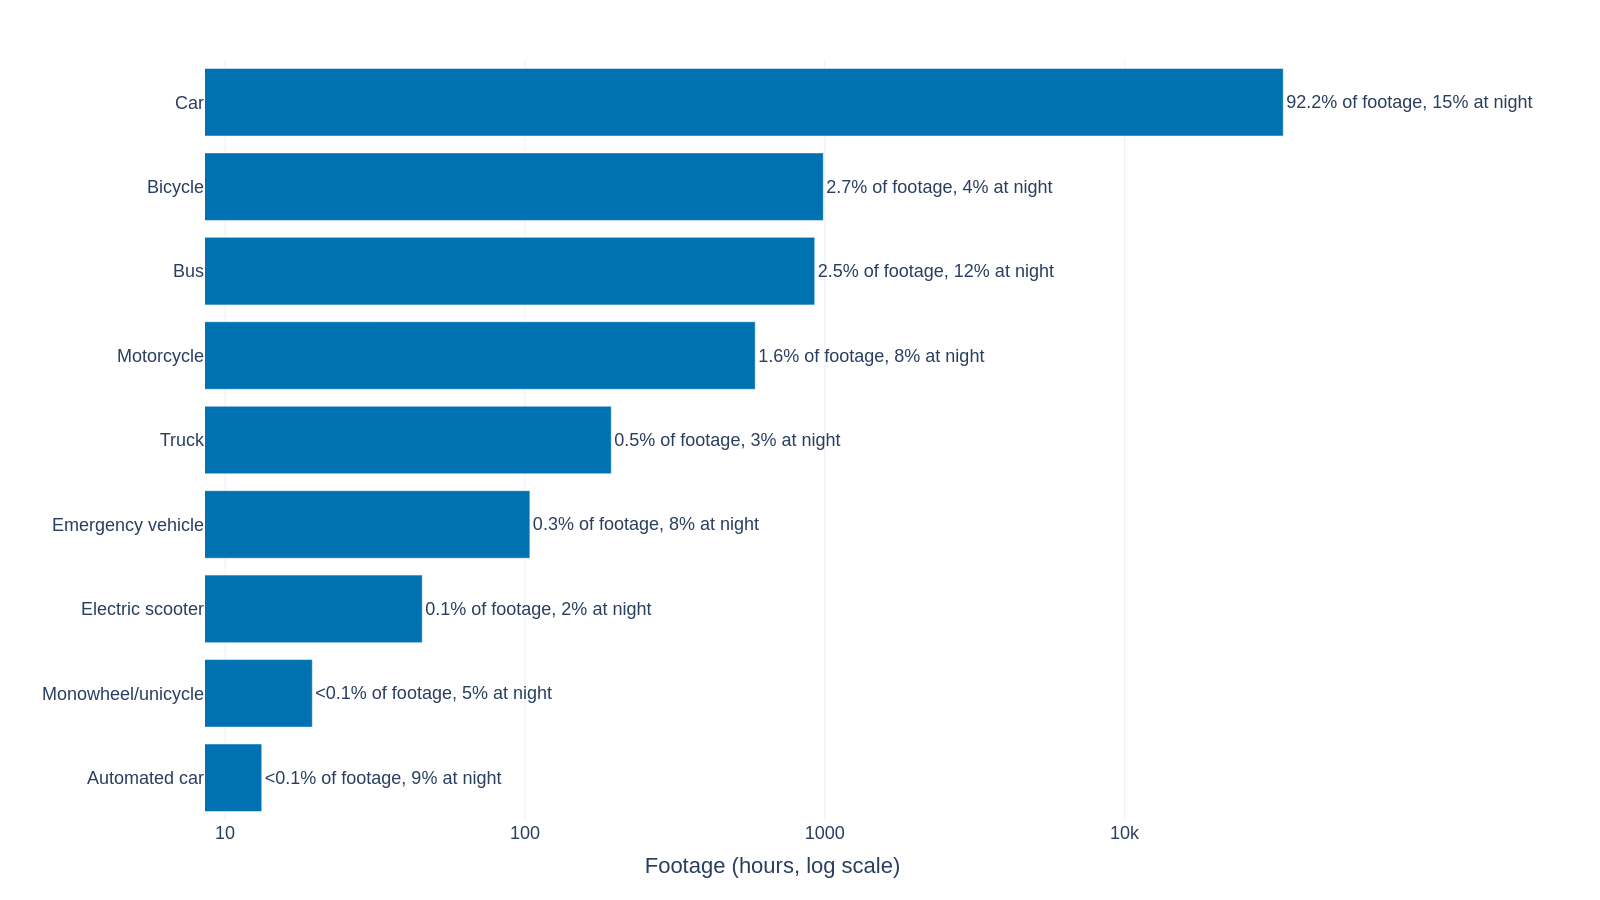 Car 92.2% of footage, 15% at night
Bicycle 2.7% of footage, 4% at night
Bus 2.5% of footage, 12% at night
Motorcycle 1.6% of footage, 8% at night
Truck 0.5% of footage, 3% at night
Emergency vehicle 0.3% of footage, 8% at night
Electric scooter 0.1% of footage, 2% at night
Monowheel/unicycle <0.1% of footage, 5% at night
Automated car <0.1% of footage, 9% at night
10 100 1000 10k
Footage (hours, log scale)